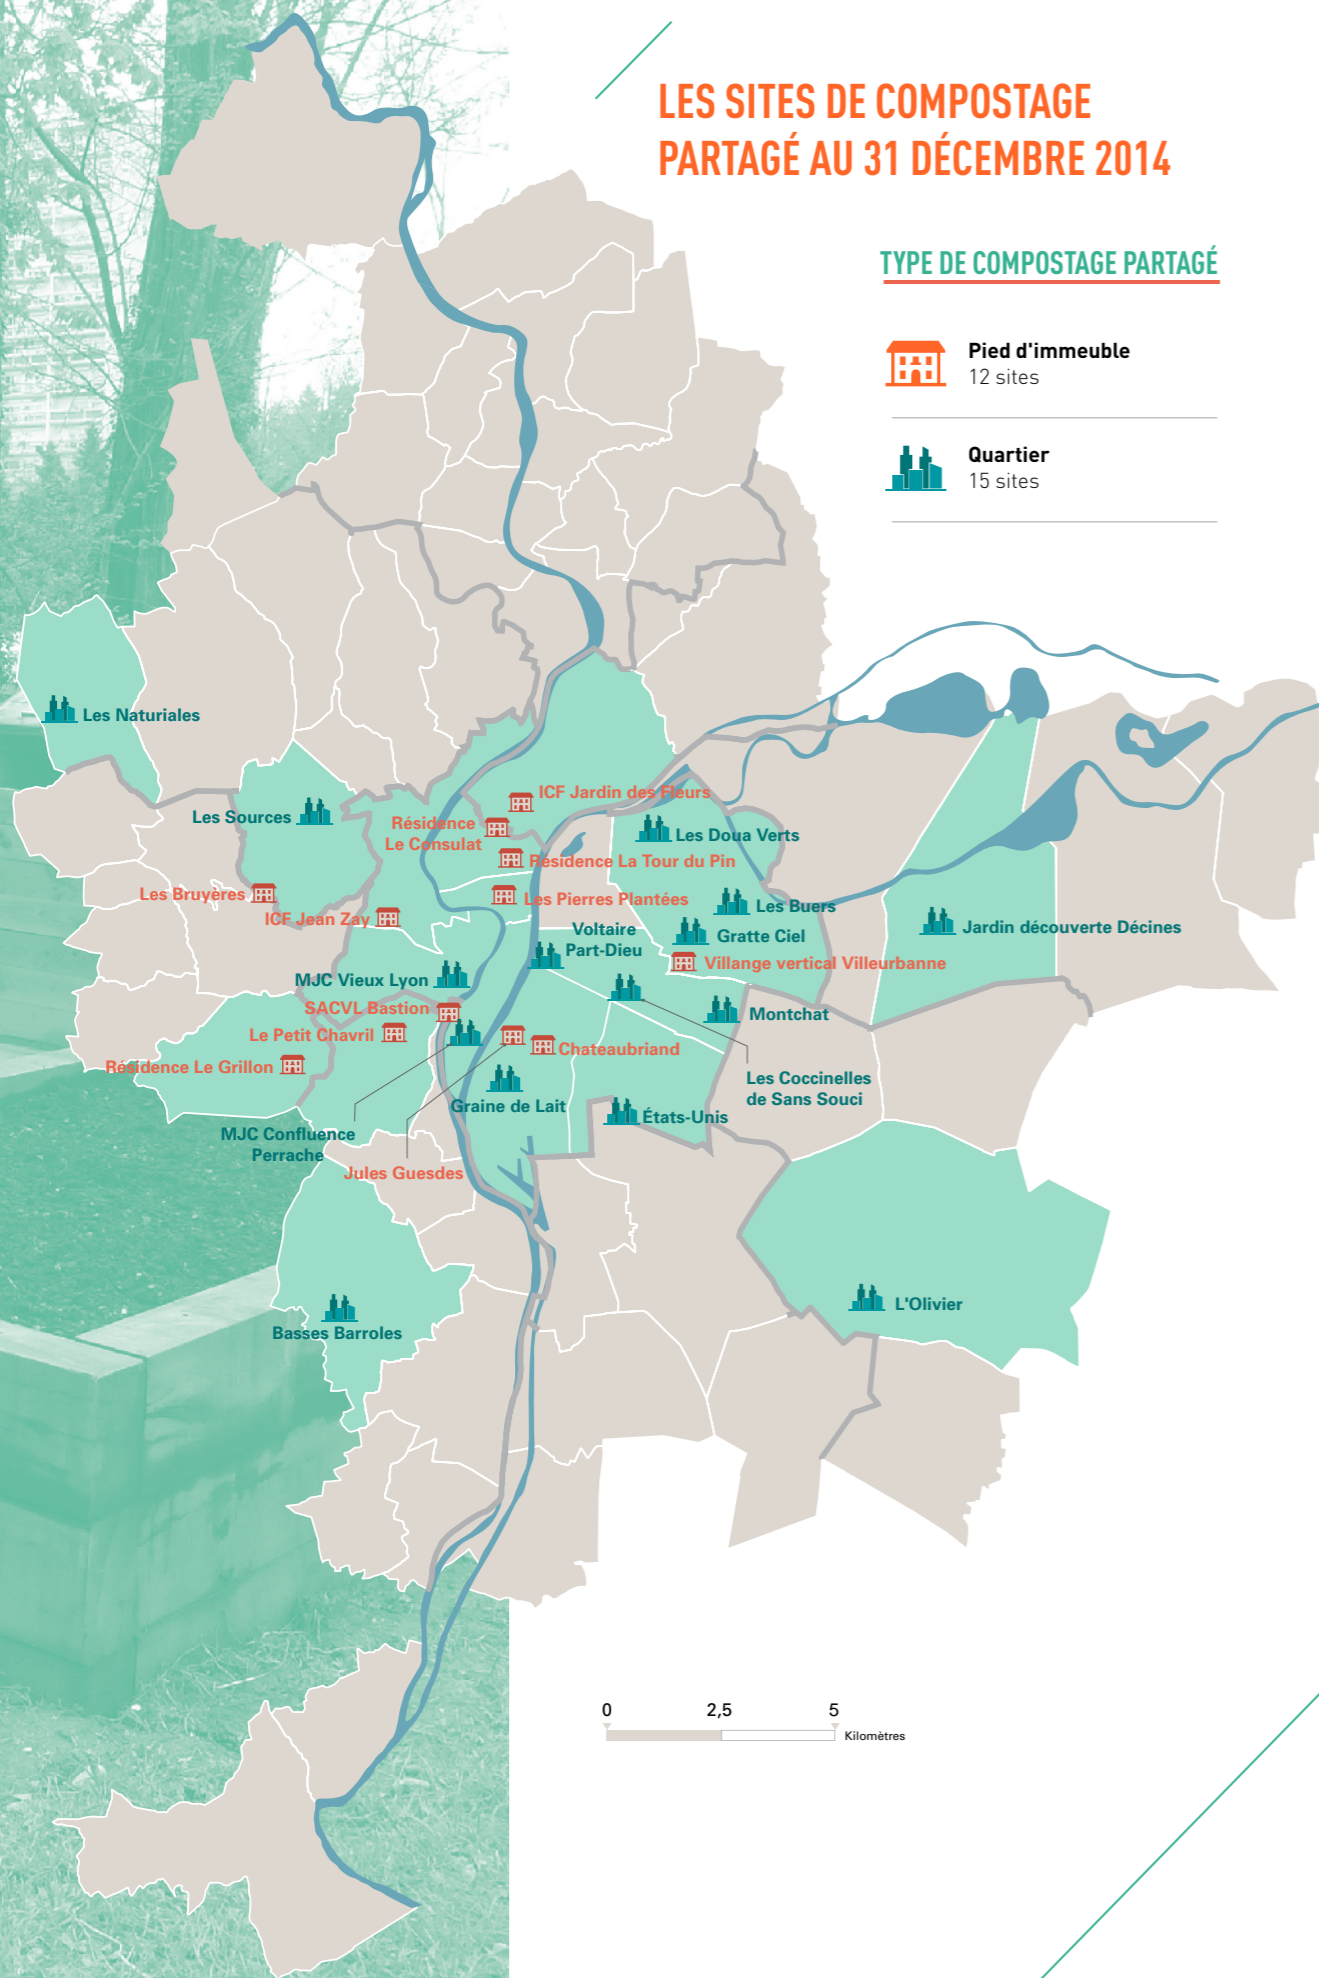 LES SITES DE COMPOSTAGE
PARTAGÉ AU 31 DÉCEMBRE 2014
TYPE DE COMPOSTAGE PARTAGÉ
Pied d'immeuble
12 sites
Quartier
15 sites
Les Naturiales
ICF Jardin des Fleurs
Les Sources
Résidence
Le Consulat
Les Doua Verts
Résidence La Tour du Pin
Les Bruyères
Les Pierres Plantées
Les Buers
ICF Jean Zay
Voltaire
Part-Dieu
Gratte Ciel
Jardin découverte Décines
Villange vertical Villeurbanne
MJC Vieux Lyon
SACVL Bastion
Montchat
Le Petit Chavril
Chateaubriand
Résidence Le Grillon
Les Coccinelles
de Sans Souci
Graine de Lait
États-Unis
MJC Confluence
Perrache
Jules Guesdes
L'Olivier
Basses Barroles
0 2,5 5
Kilomètres